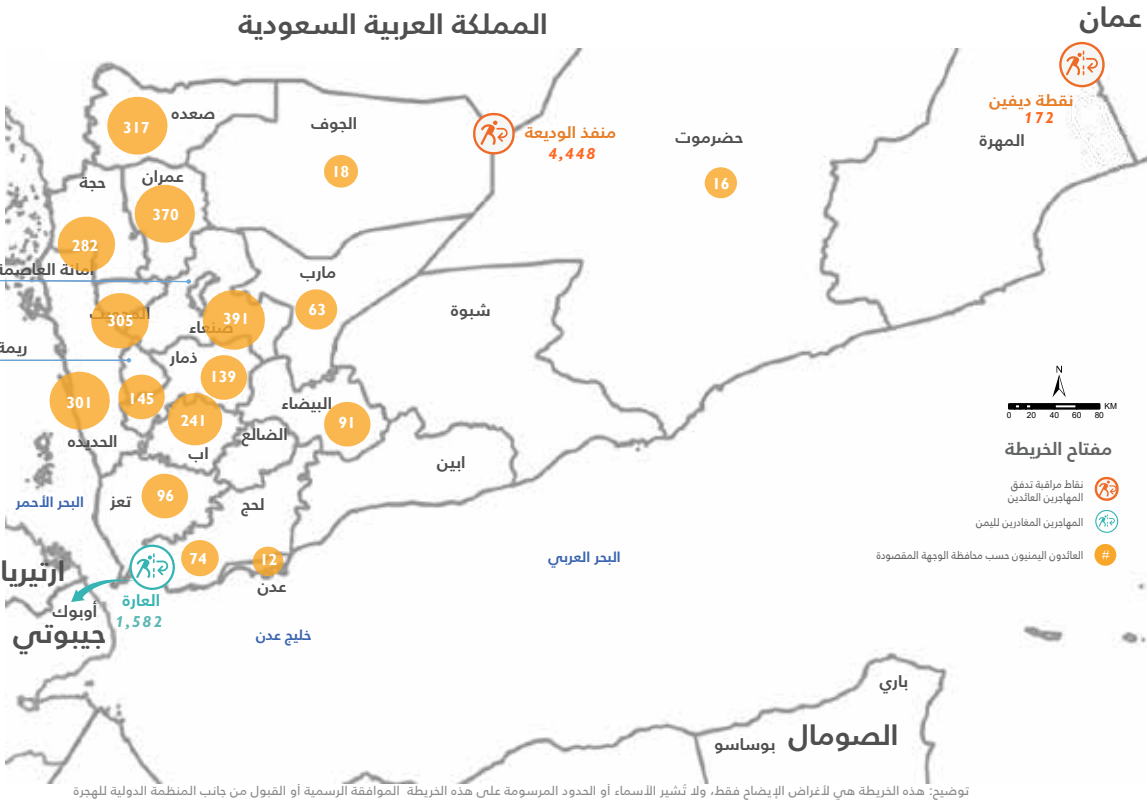 المملكة العربية السعودية
عمان
نقطة ديفين
172
المهرة
منفذ الوديعة
4,448
حضرموت
16
الجوف
18
صعده
317
عمران
370
حجة
282
أمانة العاصمة
مارب
63
شبوة
المحويت
305
صنعاء
391
ريمة
ذمار
139
145
301
الحديده
241
اب
الضالع
البيضاء
91
ابين
96
تعز
لحج
74
12
عدن
البحر الأحمر
البحر العربي
خليج عدن
ارتيريا
العارة
1,582
أوبوك
جيبوتي
N
0 20 40 60 80 KM
مفتاح الخريطة
نقاط مراقبة تدفق
المهاجرين العائدين
المهاجرين المغادرين لليمن
# العائدون اليمنيون حسب محافظة الوجهة المقصودة
باري
الصومال
بوساسو
توضيح: هذه الخريطة هي لأغراض الإيضاح فقط، ولا تشير الأسماء أو الحدود المرسومة على هذه الخريطة الموافقة الرسمية أو القبول من جانب المنظمة الدولية للهجرة